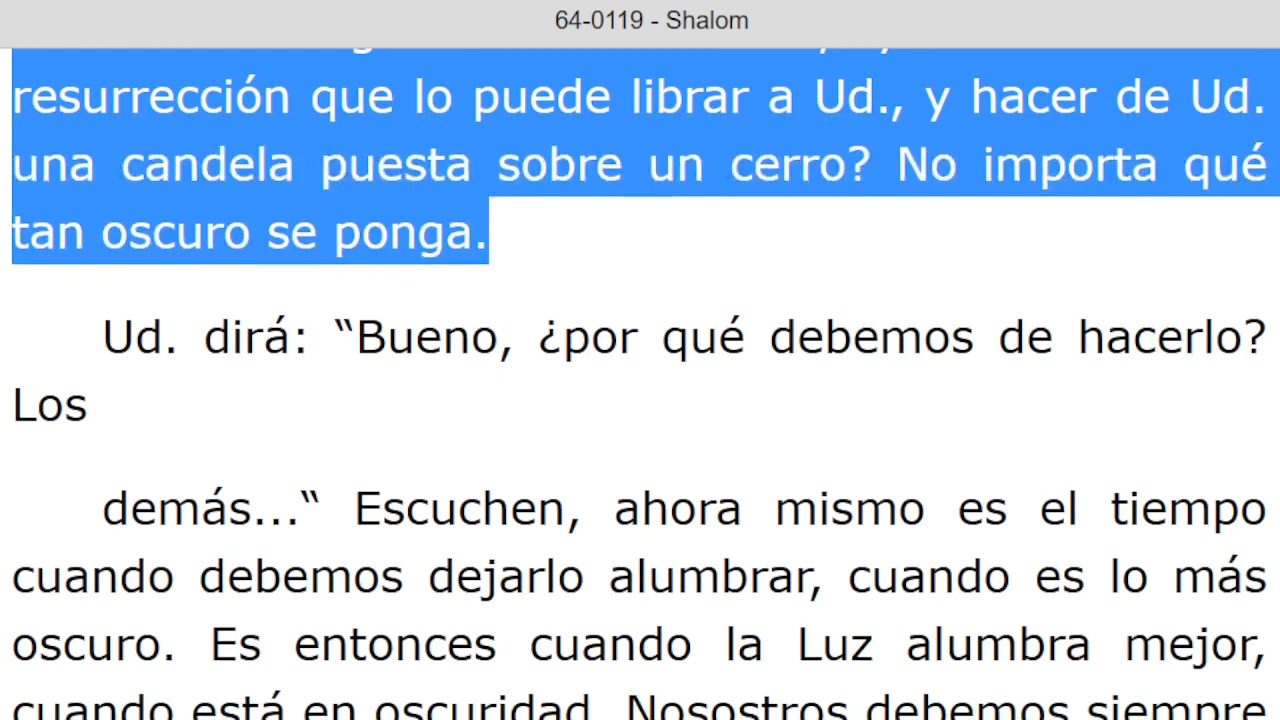 64-0119 - Shalom
resurrección que lo puede librar a Ud., y hacer de Ud.
una candela puesta sobre un cerro? No importa qué
tan oscuro se ponga.
Ud. dirá: “Bueno, ¿por qué debemos de hacerlo?
Los
demás...“ Escuchen, ahora mismo es el tiempo
cuando debemos dejarlo alumbrar, cuando es lo más
oscuro. Es entonces cuando la Luz alumbra mejor,
cuando está en oscuridad. Nosostros debemos siempre